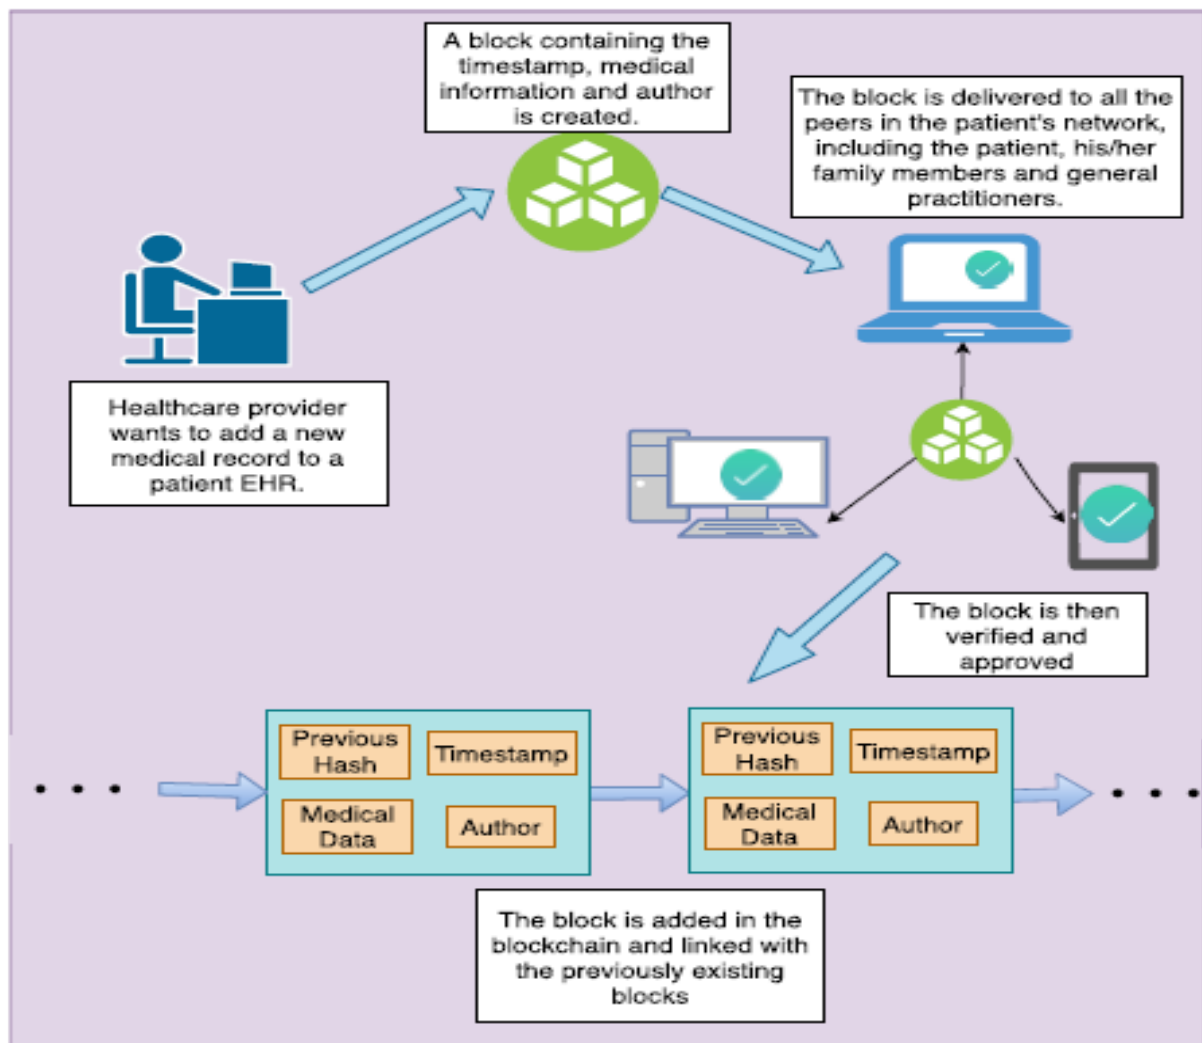 A block containing the
timestamp, medical
information and author
is created.
The block is delivered to all the
peers in the patient's network,
including the patient, his/her
family members and general
practitioners.
Healthcare provider
wants to add a new
medical record to a
patient EHR.
The block is then
verified and
approved
. . .
Previous
Hash
Timestamp
Medical
Data
Author
Previous
Hash
Timestamp
Medical
Data
Author
. . .
The block is added in the
blockchain and linked with
the previously existing
blocks